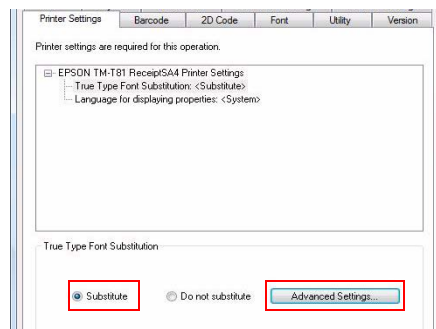 Printer Settings Barcode 2D Code Font Utility Version
Printer settings are required for this operation.
EPSON TM-T81 ReceiptSA4 Printer Settings
True Type Font Substitution: <Substitute>
Language for displaying properties: <System>
True Type Font Substitution
Substitute Do not substitute Advanced Settings...